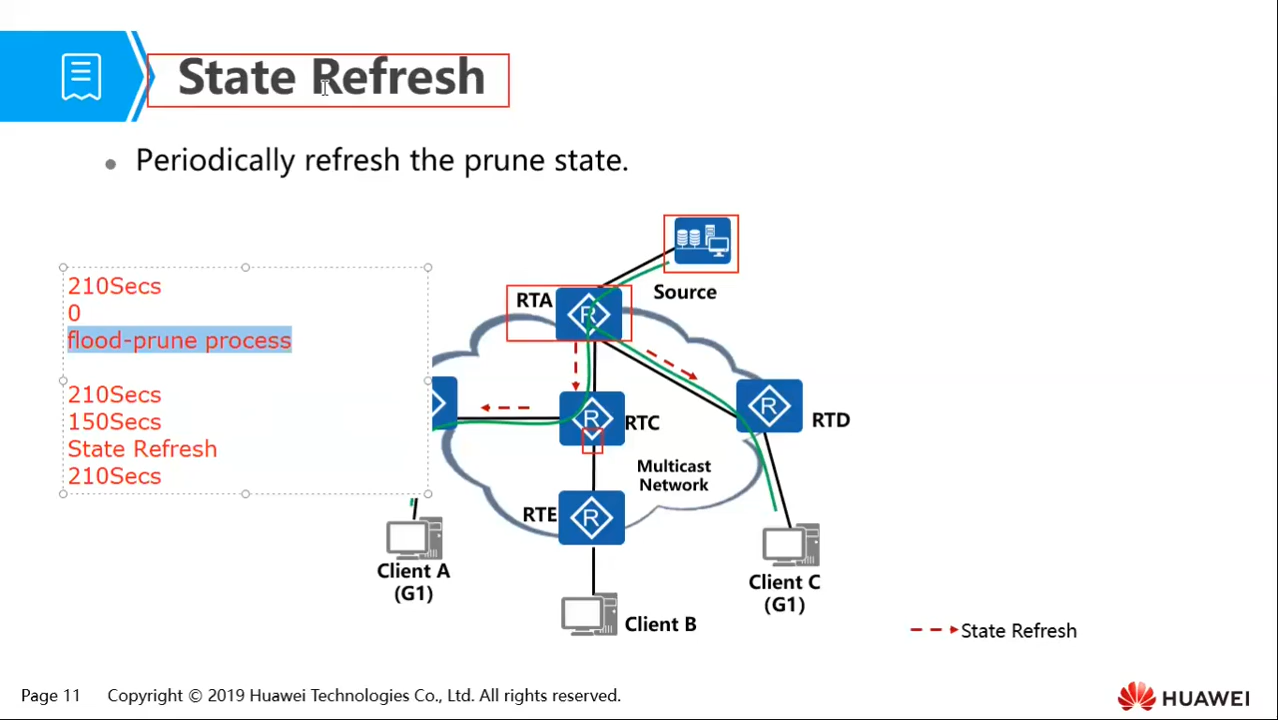 State Refresh
Periodically refresh the prune state.
210Secs
0
flood-prune process
210Secs
150Secs
State Refresh
210Secs
Source
RTA
R
R
RTC
R
RTD
Multicast
Network
RTE
R
Client A
(G1)
Client B
Client C
(G1)
State Refresh
Page 11
Copyright © 2019 Huawei Technologies Co., Ltd. All rights reserved.
HUAWEI